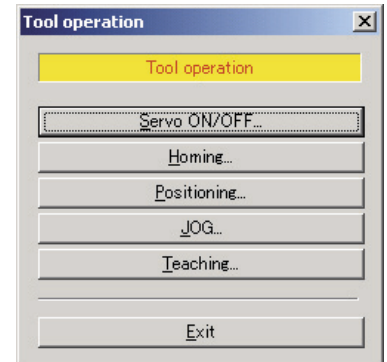 Tool operation
Tool operation
Servo ON/OFF...
Homing...
Positioning...
JOG...
Teaching...
Exit